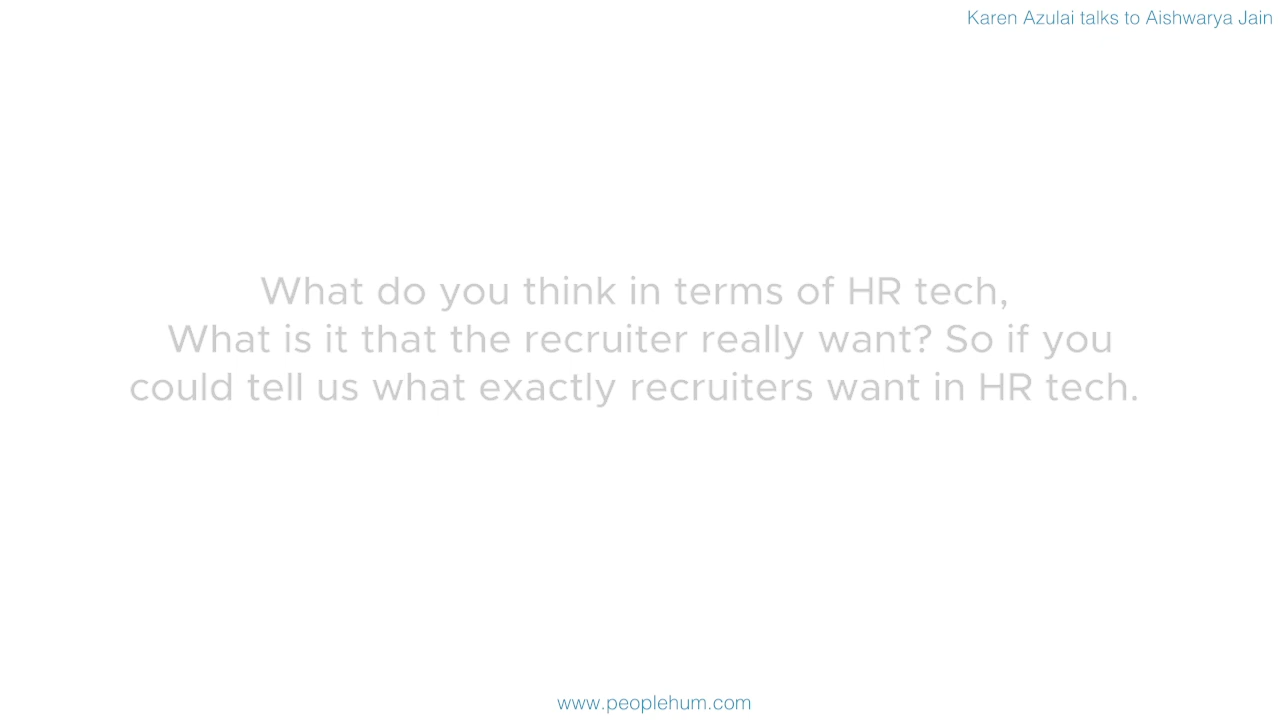 Karen Azulai talks to Aishwarya Jain
What do you think in terms of HR tech,
What is it that the recruiter really want? So if you
could tell us what exactly recruiters want in HR tech.
www.peoplehum.com